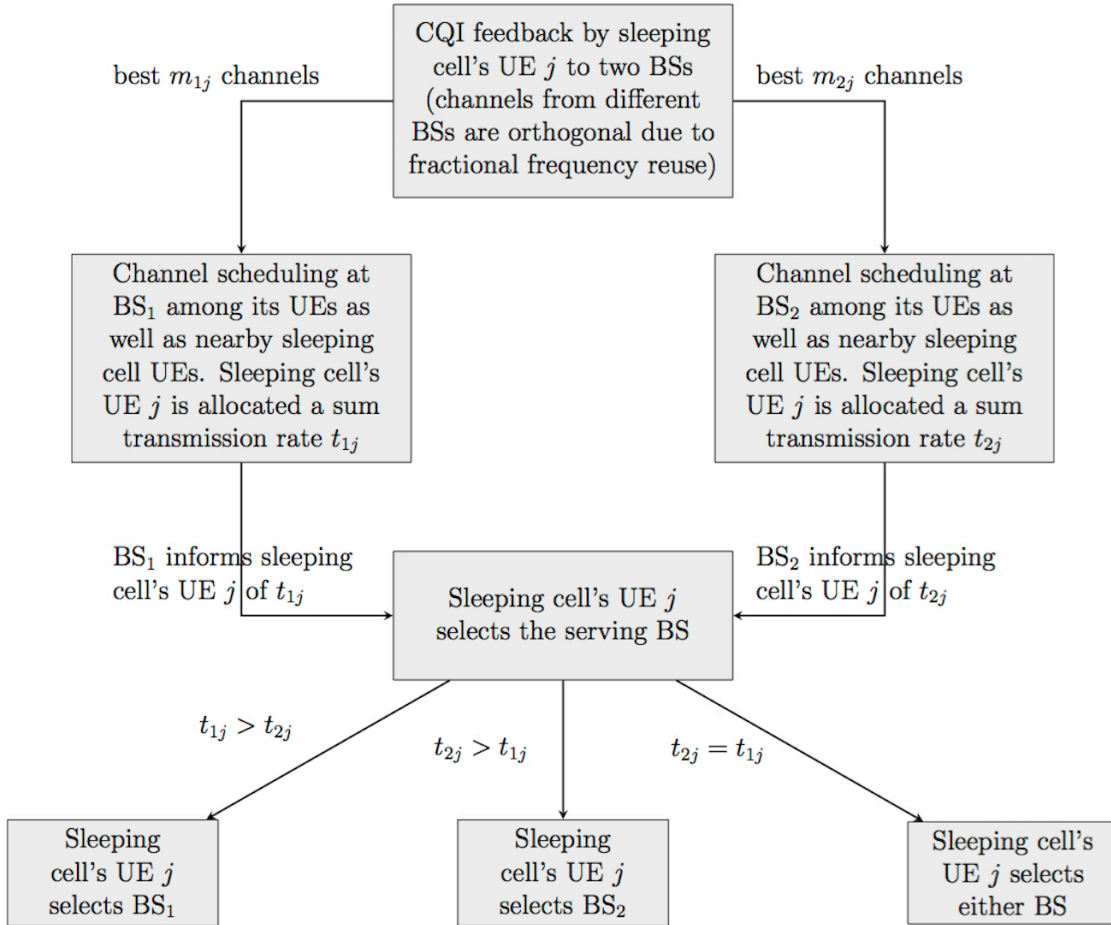 CQI feedback by sleeping
cell's UE j to two BSs
(channels from different
BSs are orthogonal due to
fractional frequency reuse)
best m₁ⱼ channels
best m₂ⱼ channels
Channel scheduling at
BS₁ among its UEs as
well as nearby sleeping
cell UEs. Sleeping cell's
UE j is allocated a sum
transmission rate t₁ⱼ
Channel scheduling at
BS₂ among its UEs as
well as nearby sleeping
cell UEs. Sleeping cell's
UE j is allocated a sum
transmission rate t₂ⱼ
BS₁ informs sleeping
cell's UE j of t₁ⱼ
BS₂ informs sleeping
cell's UE j of t₂ⱼ
Sleeping cell's UE j
selects the serving BS
t₁ⱼ > t₂ⱼ
t₂ⱼ > t₁ⱼ
t₂ⱼ = t₁ⱼ
Sleeping
cell's UE j
selects BS₁
Sleeping
cell's UE j
selects BS₂
Sleeping cell's
UE j selects
either BS